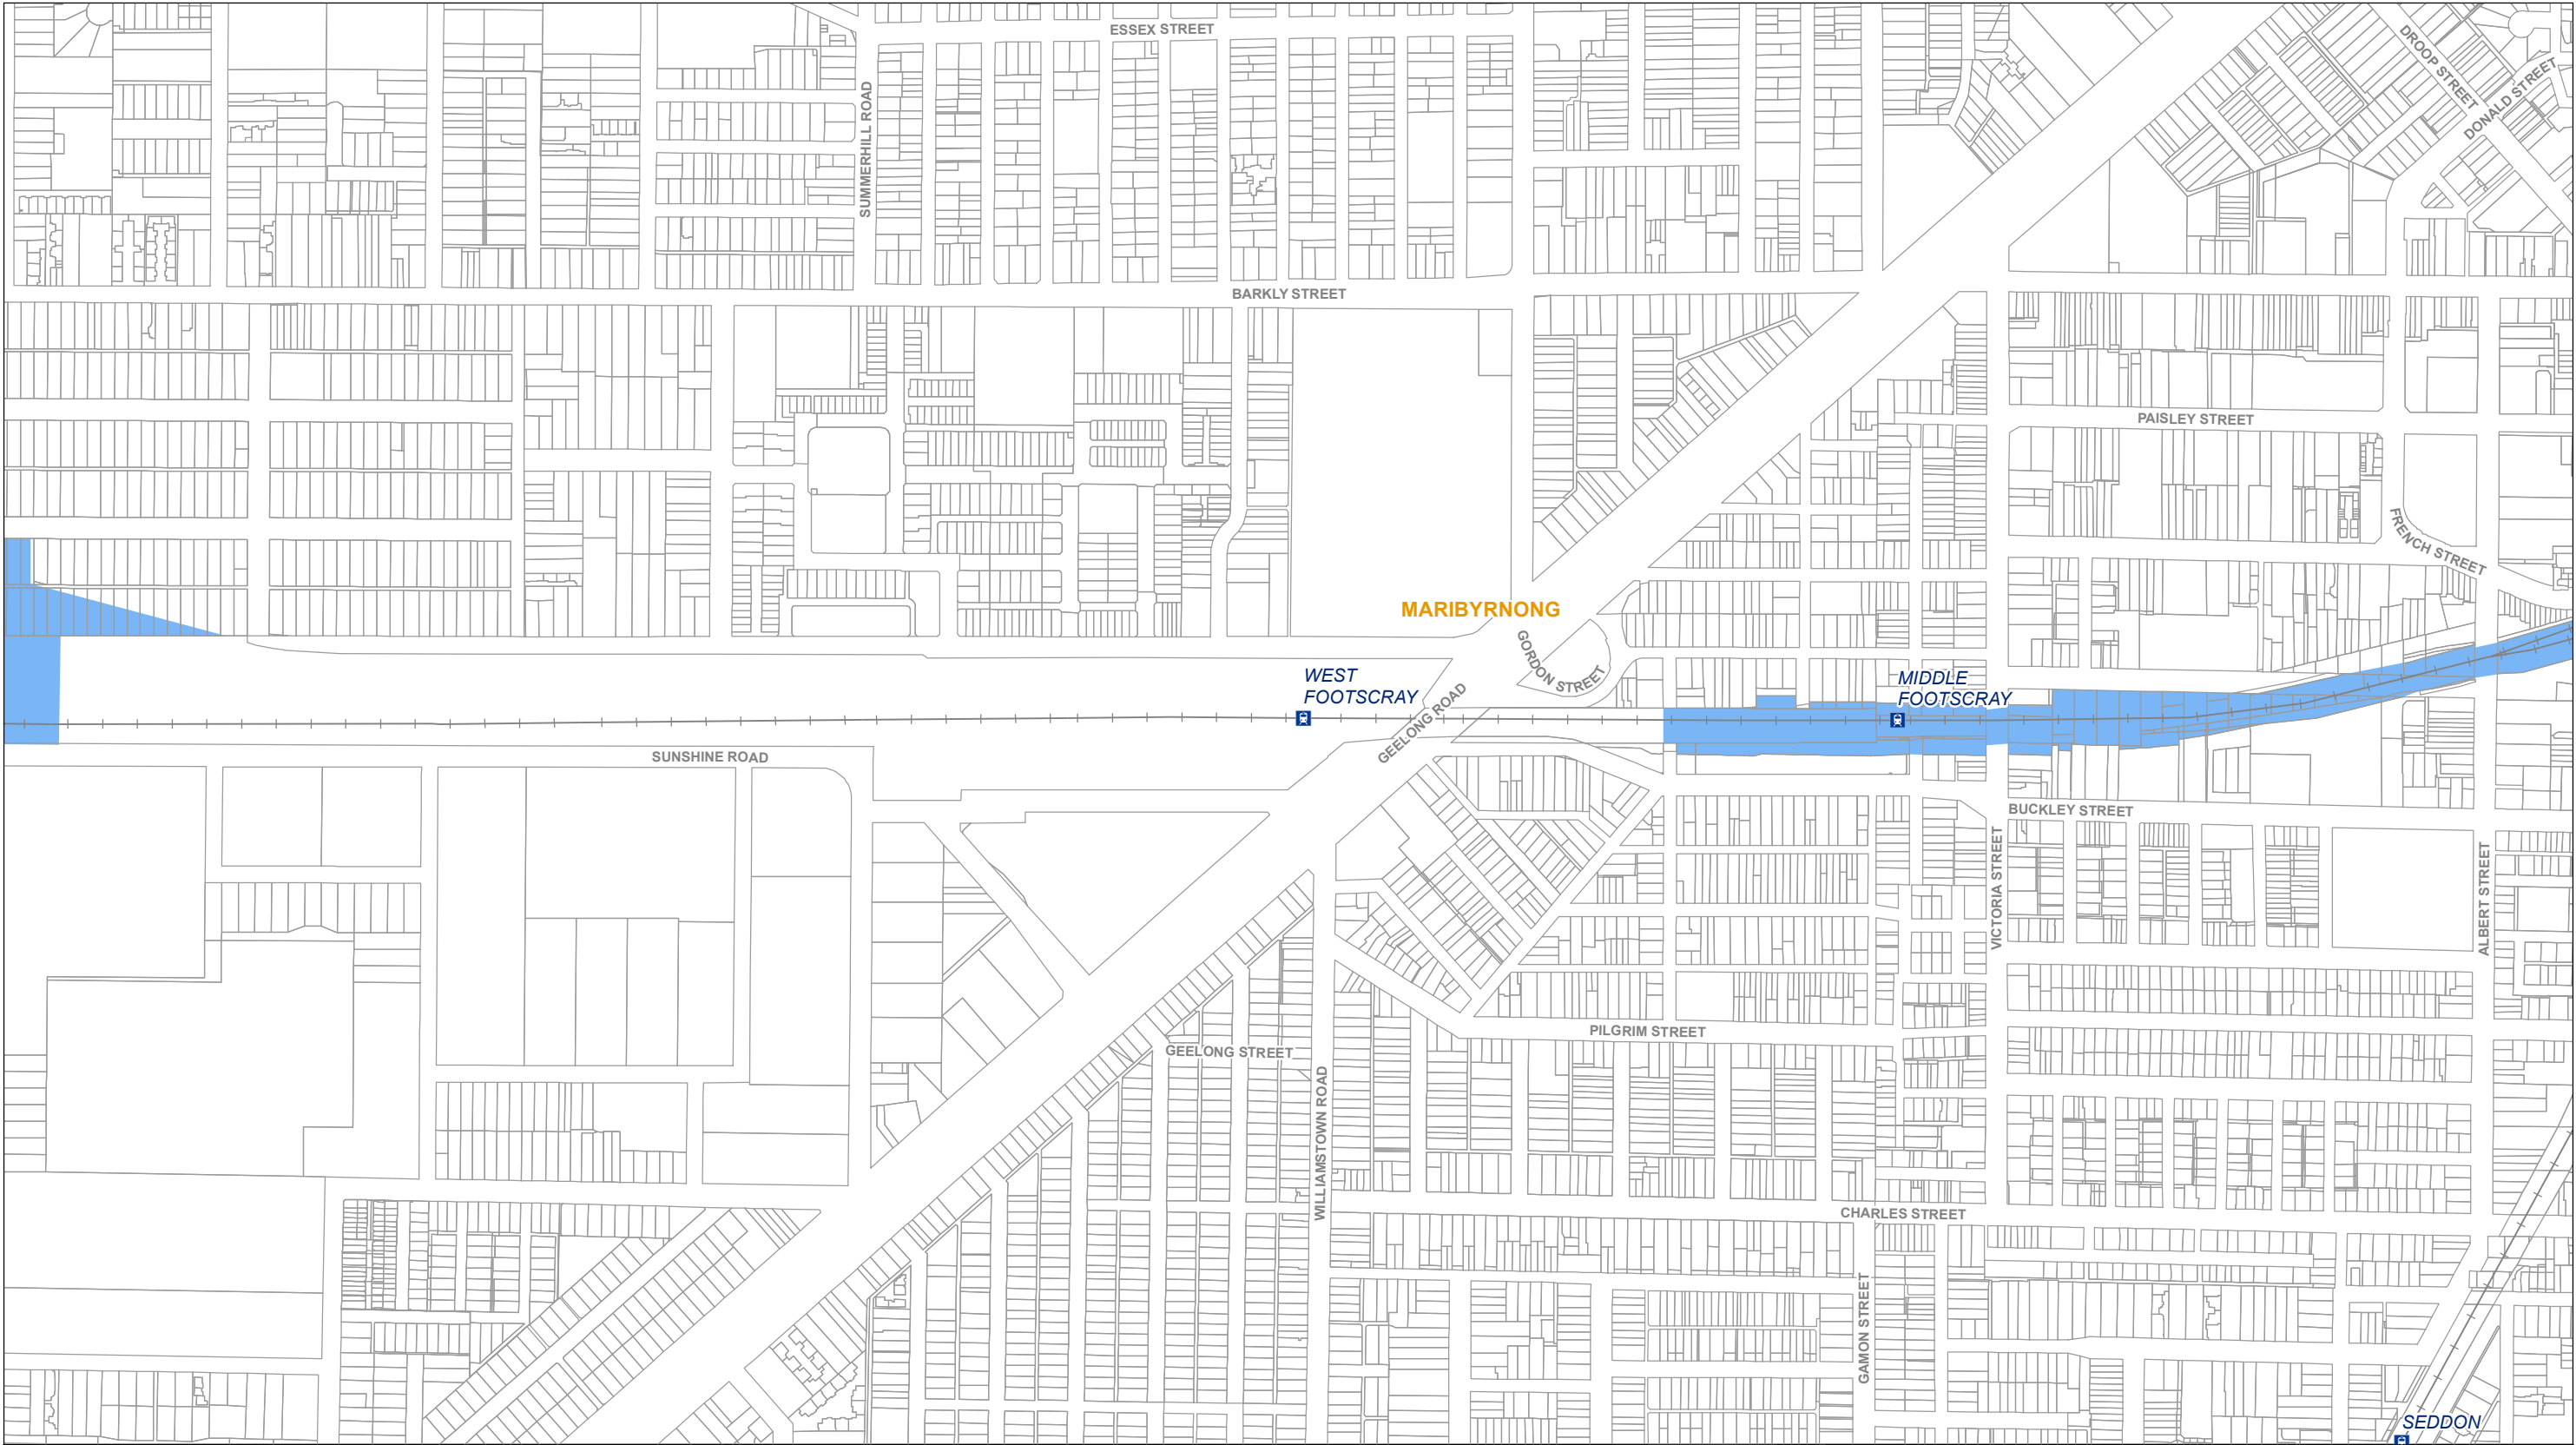 ESSEX STREET
DROOP STREET
DONALD STREET
SUMMERHILL ROAD
BARKLY STREET
PAISLEY STREET
FRENCH STREET
MARIBYRNONG
GORDON STREET
WEST
FOOTSCRAY
MIDDLE
FOOTSCRAY
GEELONG ROAD
SUNSHINE ROAD
BUCKLEY STREET
VICTORIA STREET
ALBERT STREET
PILGRIM STREET
GEELONG STREET
WILLIAMSTOWN ROAD
CHARLES STREET
GAMON STREET
SEDDON